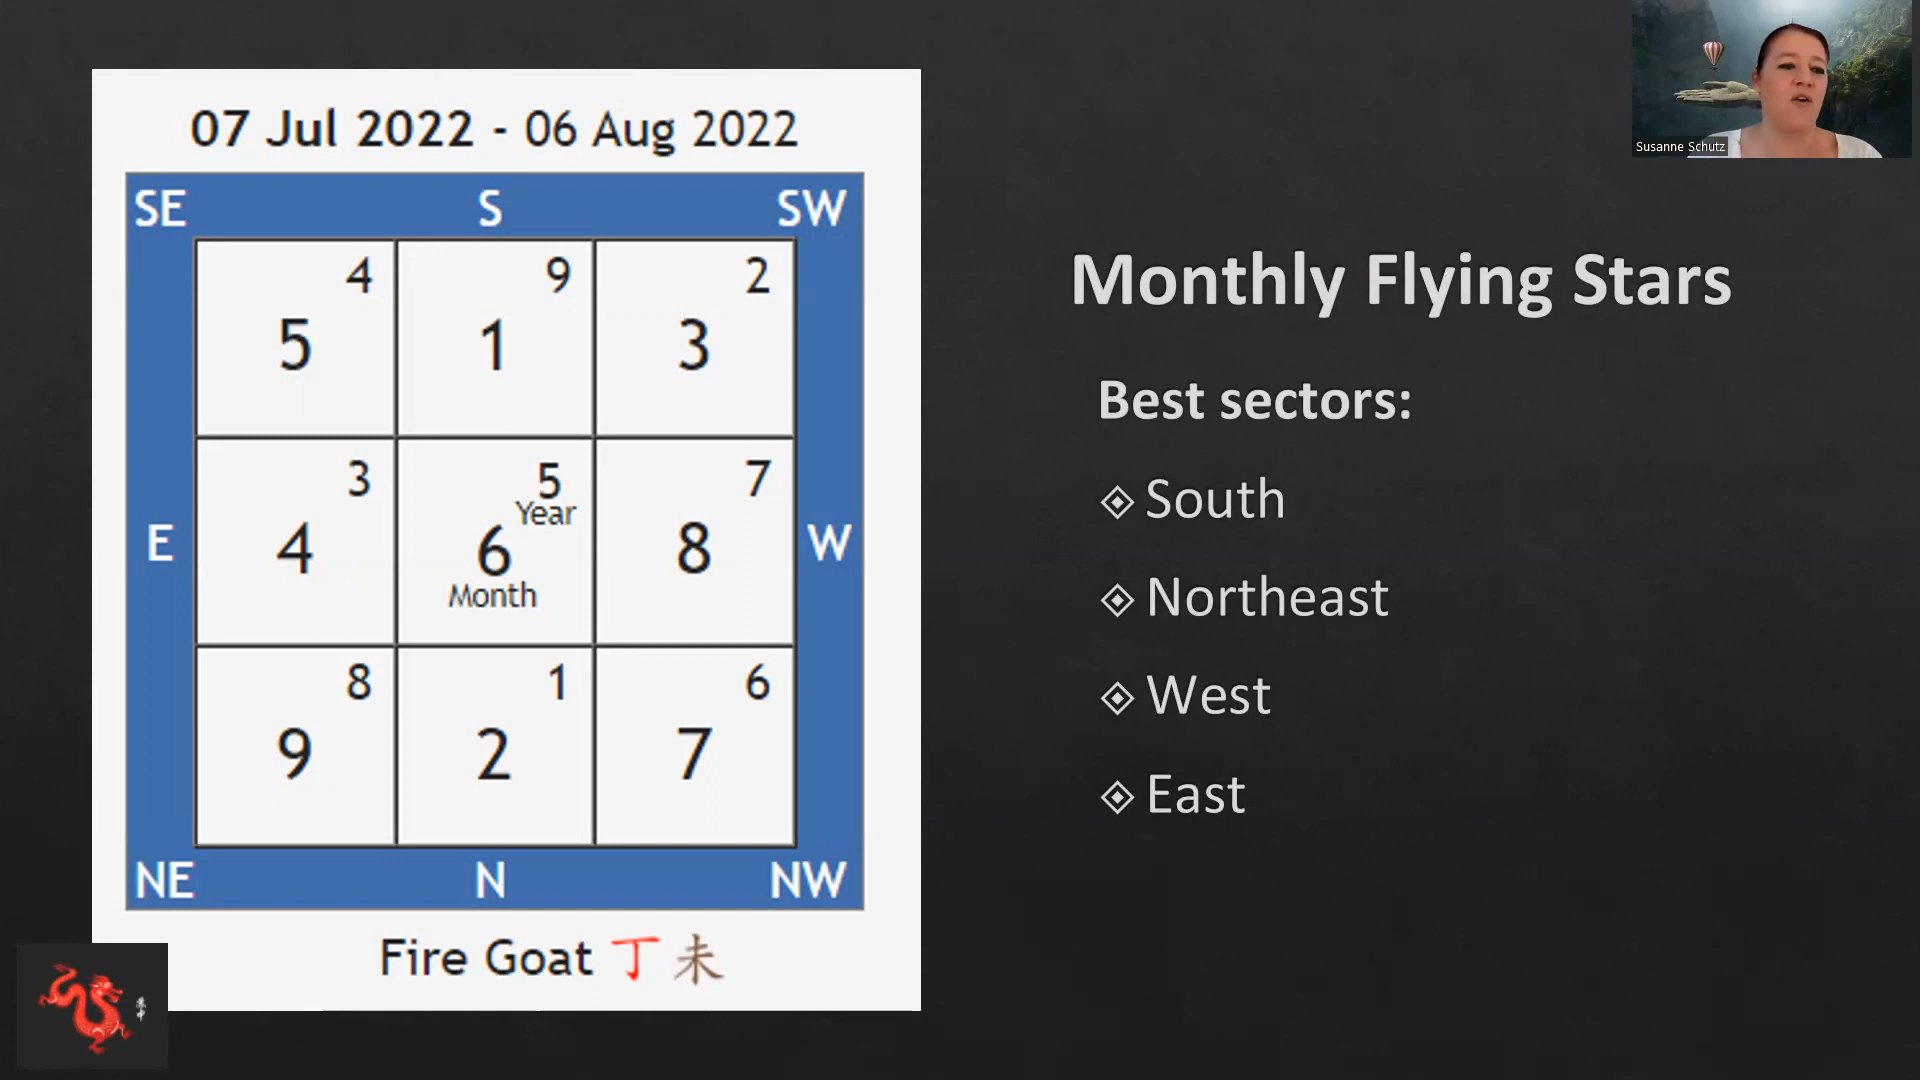 07 Jul 2022 - 06 Aug 2022
SE S SW
4 9 2
5 1 3
3 5 7
Year
E 4 6 8 W
Month
8 1 6
9 2 7
NE N NW
Fire Goat 丁未
Monthly Flying Stars
Best sectors:
South
Northeast
West
East
Susanne Schutz